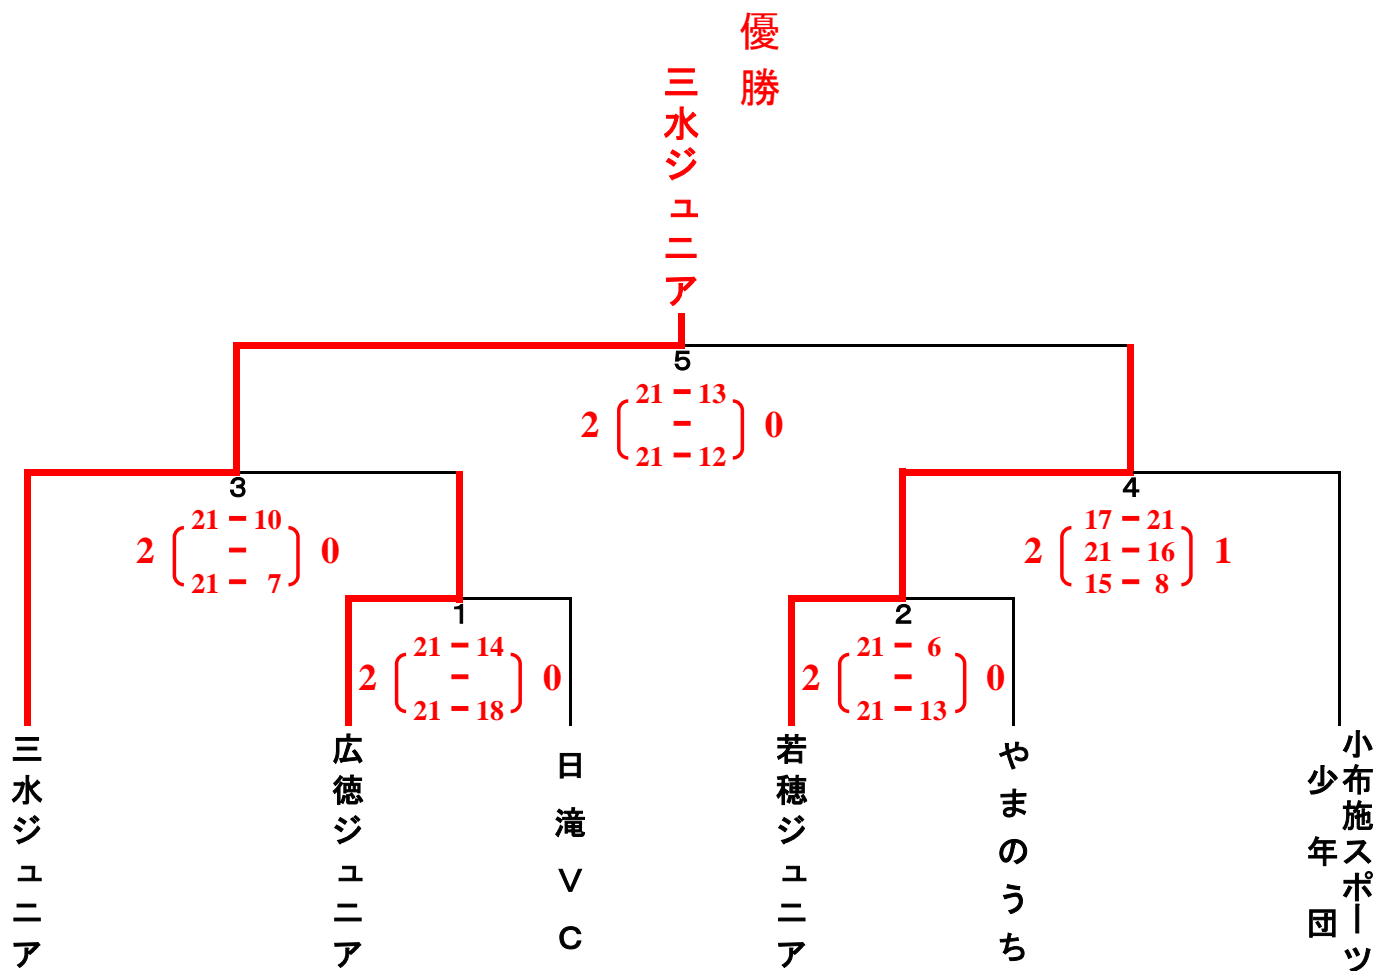 優勝
三水ジュニア
5
21 - 13
2 - 0
21 - 12
3
21 - 10
2 - 0
21 - 7
4
17 - 21
2 21 - 16 1
15 - 8
1
21 - 14
2 - 0
21 - 18
2
21 - 6
2 - 0
21 - 13
三水ジュニア
広徳ジュニア
日滝VC
若穂ジュニア
やまのうち
小布施スポーツ
少年団